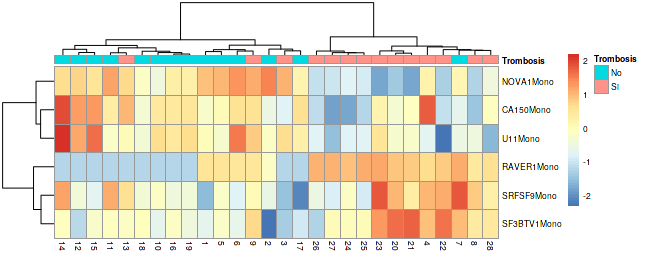 Trombosis
NOVA1Mono
CA150Mono
U11Mono
RAVER1Mono
SRFSF9Mono
SF3BTV1Mono
14 12 15 11 13 18 10 16 19 1 5 6 9 2 3 17 26 27 24 25 23 20 21 4 22 7 8 28
2
1
0
-1
-2
Trombosis
No
SI